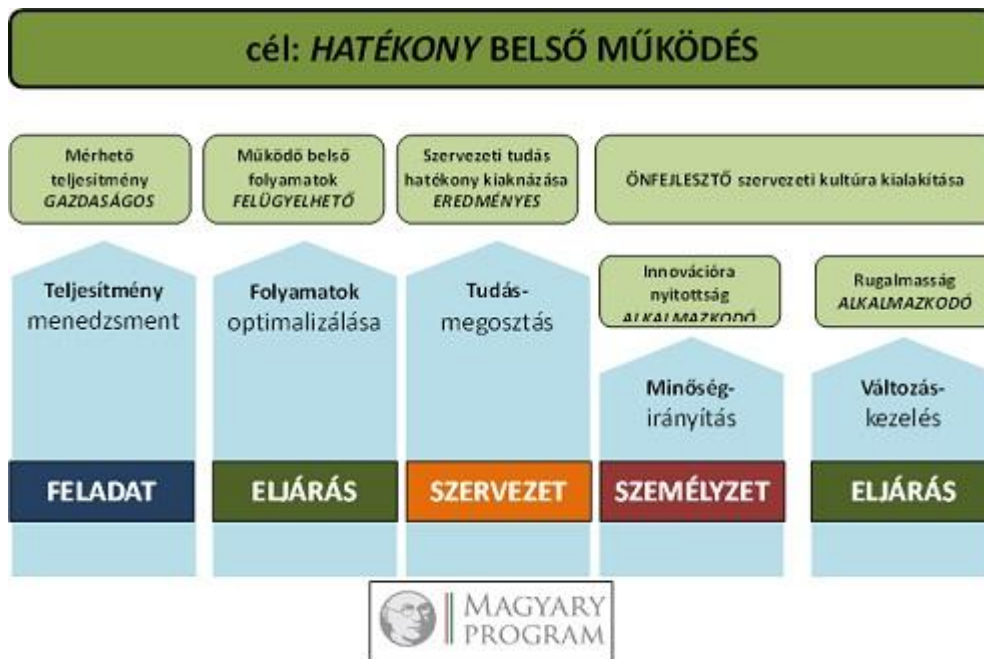 cél: HATÉKONY BELSŐ MŰKÖDÉS
Mérhető
teljesítmény
GAZDASÁGOS
Működő belső
folyamatok
FELÜGYELHETŐ
Szervezeti tudás
hatékony kiaknázása
EREDMÉNYES
ÖNFEJLESZTŐ szervezeti kultúra kialakítása
Teljesítmény
menedzsment
Folyamatok
optimalizálása
Tudás-
megosztás
Innovációra
nyitottság
ALKALMAZKODÓ
Rugalmasság
ALKALMAZKODÓ
Minőség-
irányítás
Változás-
kezelés
FELADAT
ELJÁRÁS
SZERVEZET
SZEMÉLYZET
ELJÁRÁS
MAGYARY
PROGRAM